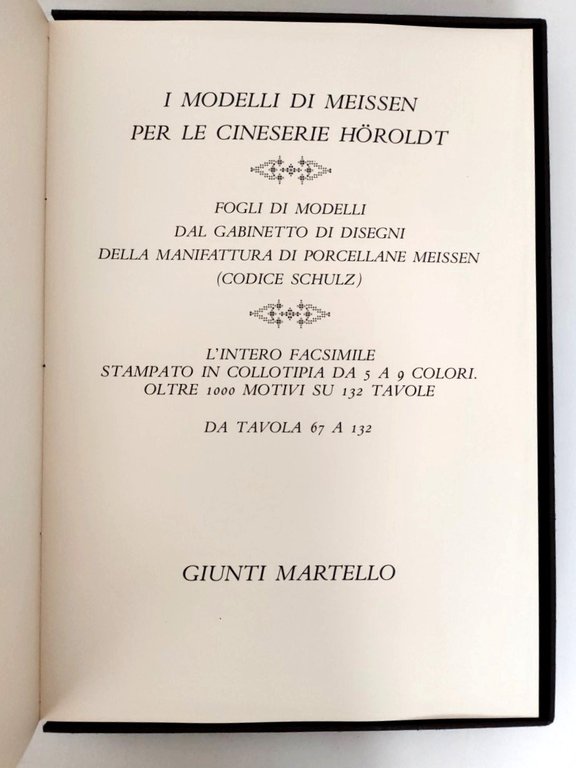 I MODELLI DI MEISSEN
PER LE CINESERIE HÖROLDT
FOGLI DI MODELLI
DAL GABINETTO DI DISEGNI
DELLA MANIFATTURA DI PORCELLANE MEISSEN
(CODICE SCHULZ)
L'INTERO FACSIMILE
STAMPATO IN COLLOTIPIA DA 5 A 9 COLORI.
OLTRE 1000 MOTIVI SU 132 TAVOLE
DA TAVOLA 67 A 132
GIUNTI MARTELLO